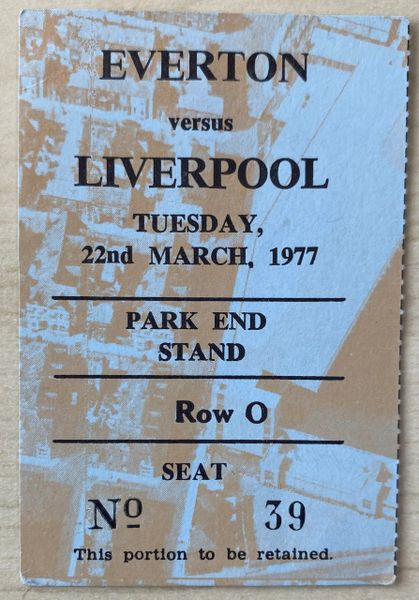 EVERTON
versus
LIVERPOOL
TUESDAY,
22nd MARCH, 1977
PARK END
STAND
Row O
SEAT
Nº 39
This portion to be retained.